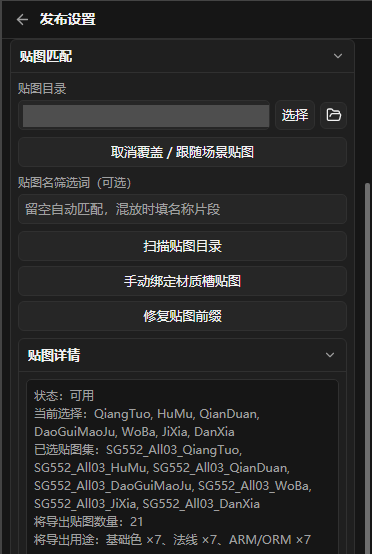 发布设置
贴图匹配
贴图目录
选择
取消覆盖 / 跟随场景贴图
贴图名筛选词（可选）
留空自动匹配，混放时填名称片段
扫描贴图目录
手动绑定材质槽贴图
修复贴图前缀
贴图详情
状态：可用
当前选择：QiangTuo, HuMu, QianDuan,
DaoGuiMaoJu, WoBa, JiXia, DanXia
已选贴图集：SG552_All03_QiangTuo,
SG552_All03_HuMu, SG552_All03_QianDuan,
SG552_All03_DaoGuiMaoJu, SG552_All03_WoBa,
SG552_All03_JiXia, SG552_All03_DanXia
将导出贴图数量：21
将导出用途：基础色 ×7、法线 ×7、ARM/ORM ×7